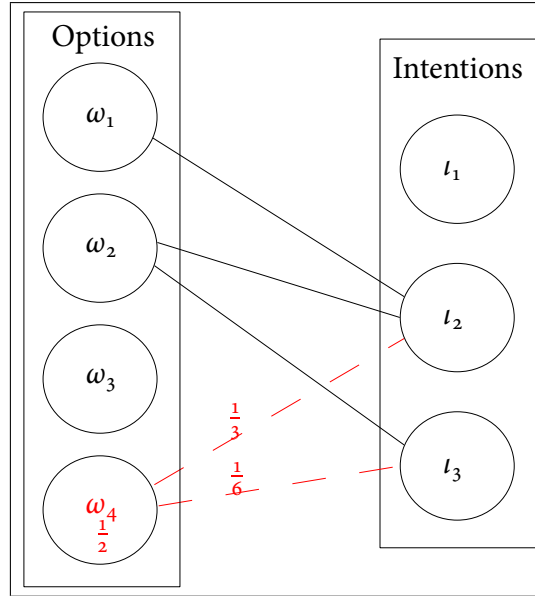 Options
Intentions
ω₁
ι₁
ω₂
ι₂
ω₃
1/3
1/6
ι₃
ω₄
1/2